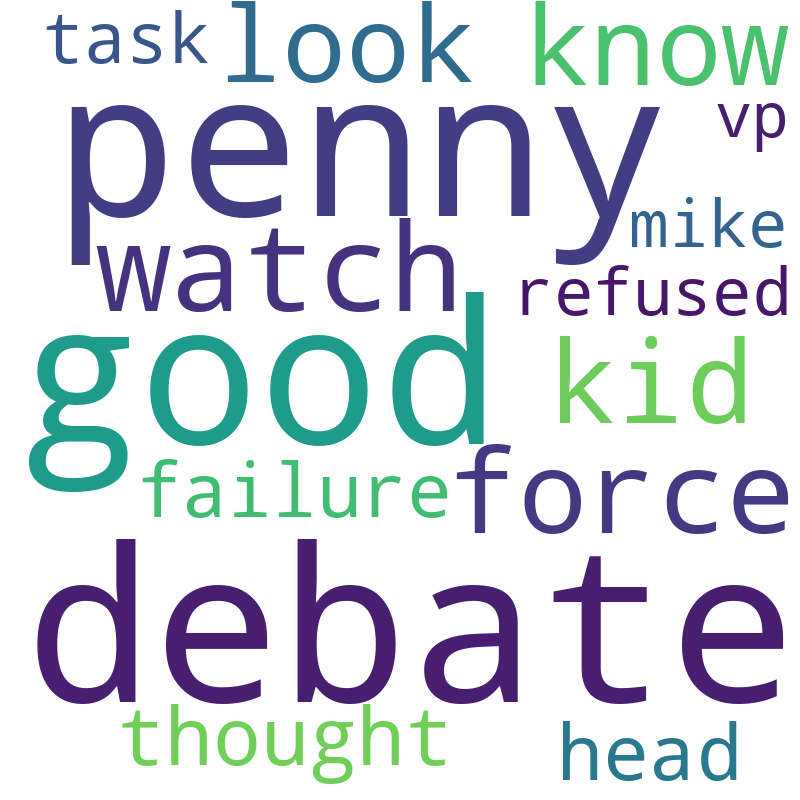 task look know
penny vp
watch mike
refused
good kid
failure force
debate
thought head